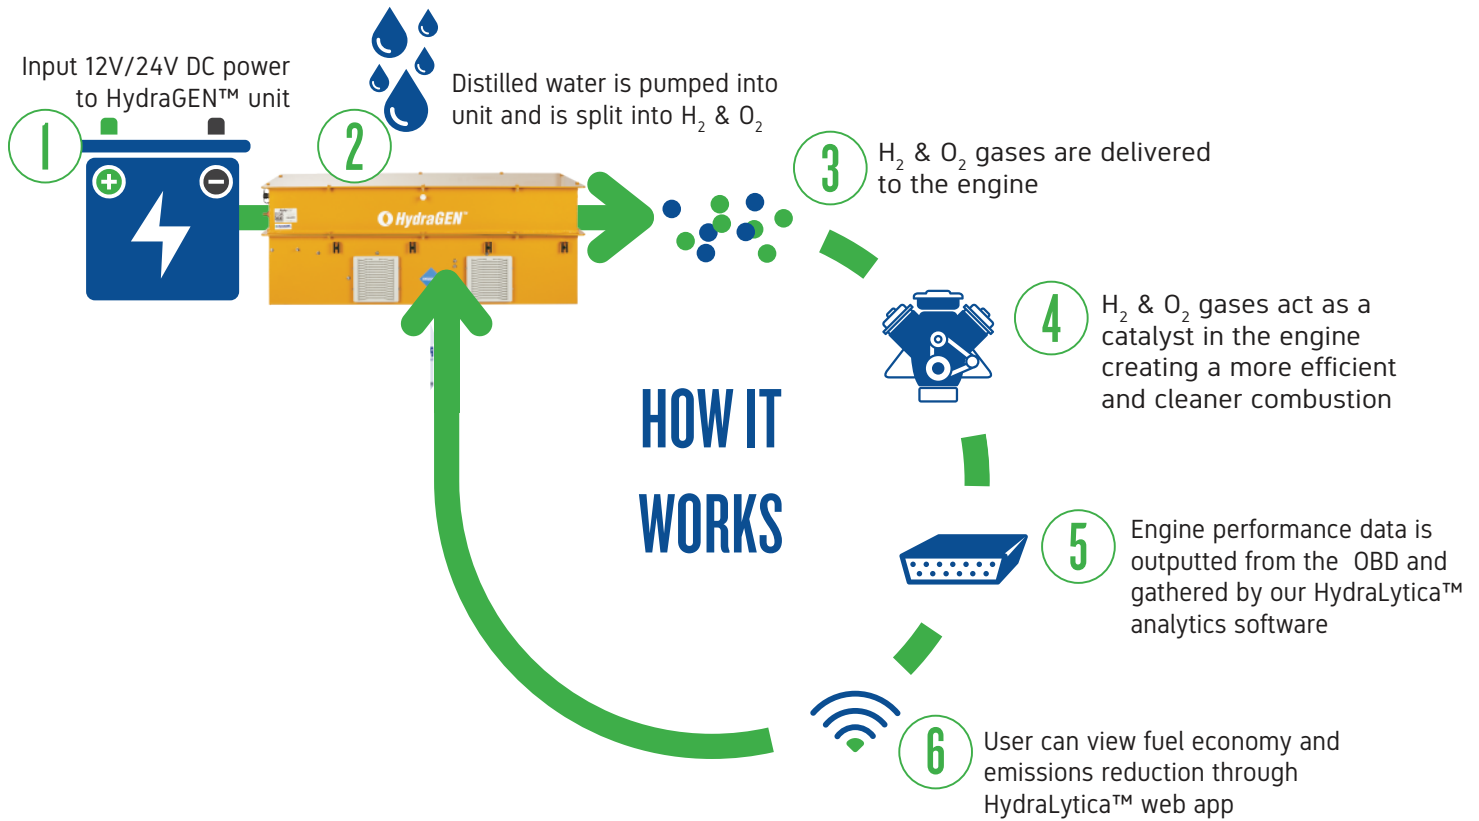 Input 12V/24V DC power
to HydraGEN™ unit
1
2
Distilled water is pumped into
unit and is split into H₂ & O₂
HydraGEN™
3
H₂ & O₂ gases are delivered
to the engine
4
H₂ & O₂ gases act as a
catalyst in the engine
creating a more efficient
and cleaner combustion
HOW IT
WORKS
5
Engine performance data is
outputted from the OBD and
gathered by our HydraLytica™
analytics software
6
User can view fuel economy and
emissions reduction through
HydraLytica™ web app